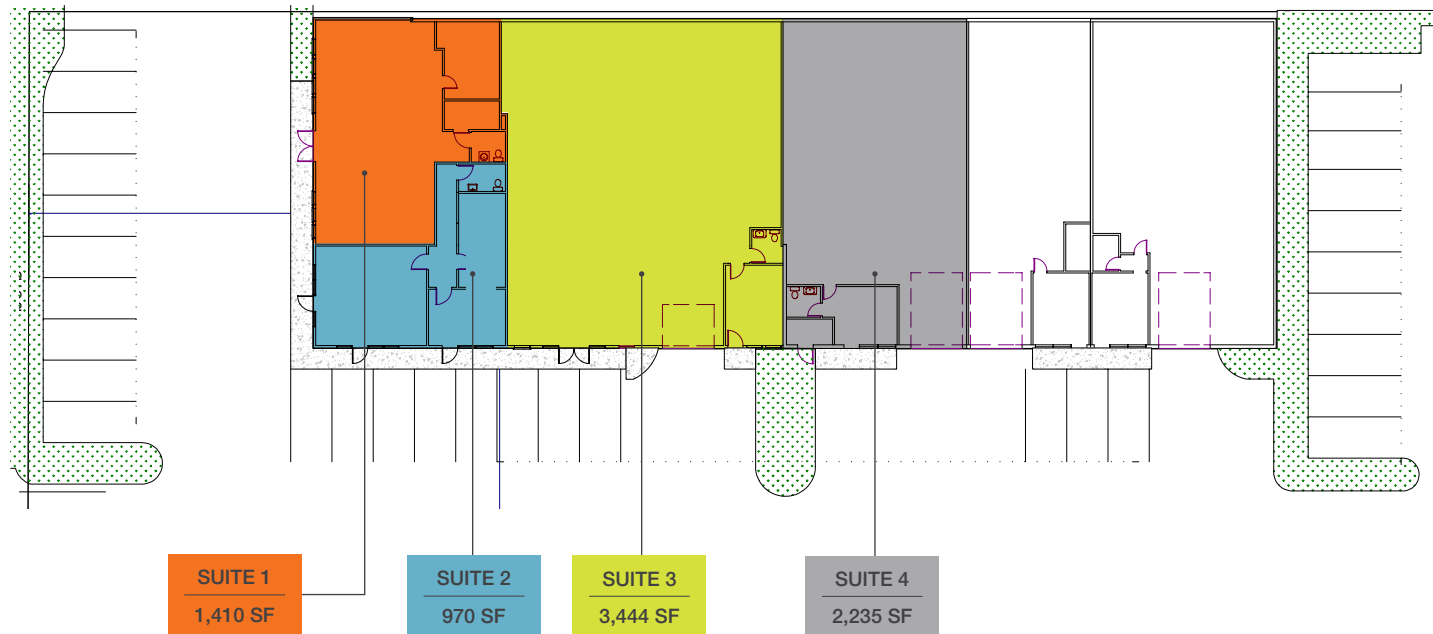 SUITE 1
1,410 SF
SUITE 2
970 SF
SUITE 3
3,444 SF
SUITE 4
2,235 SF